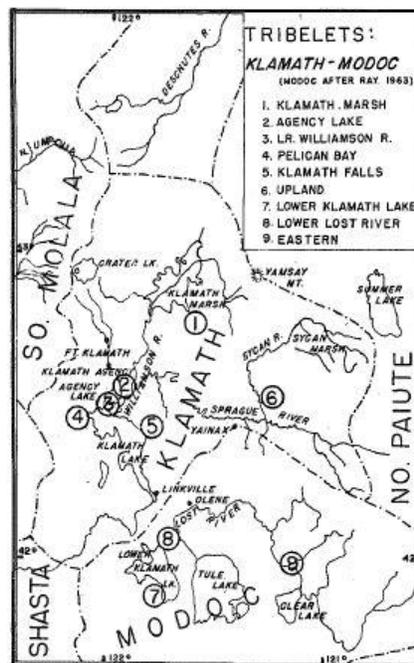 122°
TRIBELETS:
KLAMATH-MODOC
(MODOC AFTER RAY, 1963)
1. KLAMATH MARSH
2. AGENCY LAKE
3. LR. WILLIAMSON R.
4. PELICAN BAY
5. KLAMATH FALLS
6. UPLAND
7. LOWER KLAMATH LAKE
8. LOWER LOST RIVER
9. EASTERN
DESCHUTES R.
N. UMPQUA
SO. MOLALA
CRATER LK.
KLAMATH
MARSH
YAMSAY
MT.
SUMMER
LAKE
1
SYCAN R.
SYCAN
MARSH
FT. KLAMATH
KLAMATH AGENCY
AGENCY
LAKE
WILLIAMSON R.
KLAMATH
2
3
4
5
6
SPRAGUE
RIVER
YAINAX
NO. PAIUTE
KLAMATH
LAKE
LINKVILLE
OLENE
LOST
RIVER
42°
42
8
LOWER
KLAMATH
LK.
7
TULE
LAKE
9
CLEAR
LAKE
SHASTA
MODOC
122°
121°